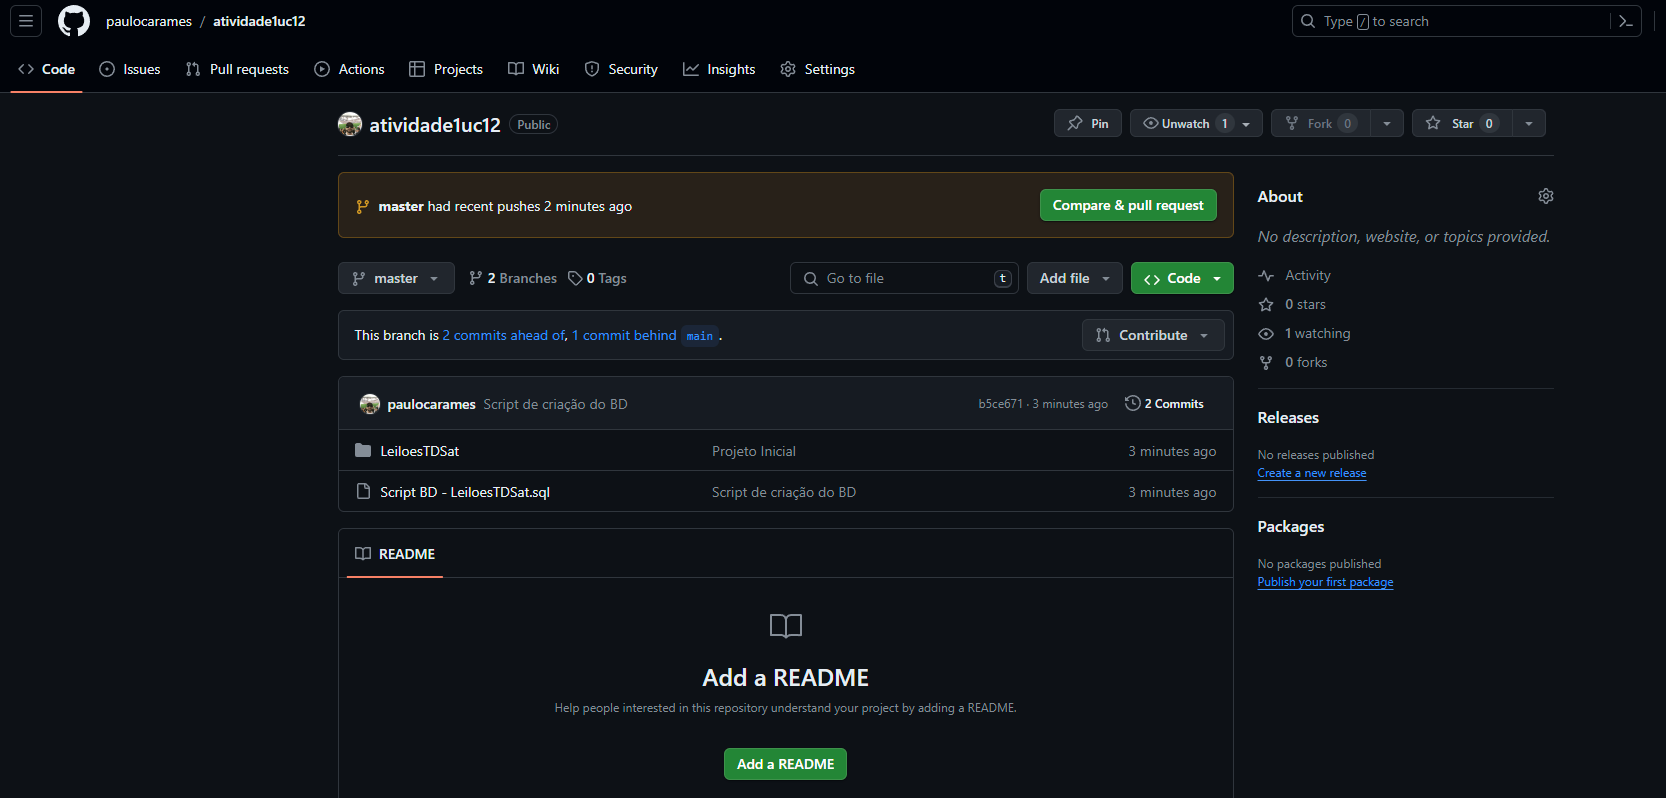 paulocarames / atividade1uc12
Type / to search
Code Issues Pull requests Actions Projects Wiki Security Insights Settings
atividade1uc12 Public
Pin Unwatch 1 Fork 0 Star 0
master had recent pushes 2 minutes ago
Compare & pull request
master 2 Branches 0 Tags
Go to file t
Add file
Code
This branch is 2 commits ahead of, 1 commit behind main .
Contribute
paulocarames Script de criação do BD b5ce671 · 3 minutes ago 2 Commits
LeiloesTDSat Projeto Inicial 3 minutes ago
Script BD - LeiloesTDSat.sql Script de criação do BD 3 minutes ago
README
Add a README
Help people interested in this repository understand your project by adding a README.
Add a README
About
No description, website, or topics provided.
Activity
0 stars
1 watching
0 forks
Releases
No releases published
Create a new release
Packages
No packages published
Publish your first package